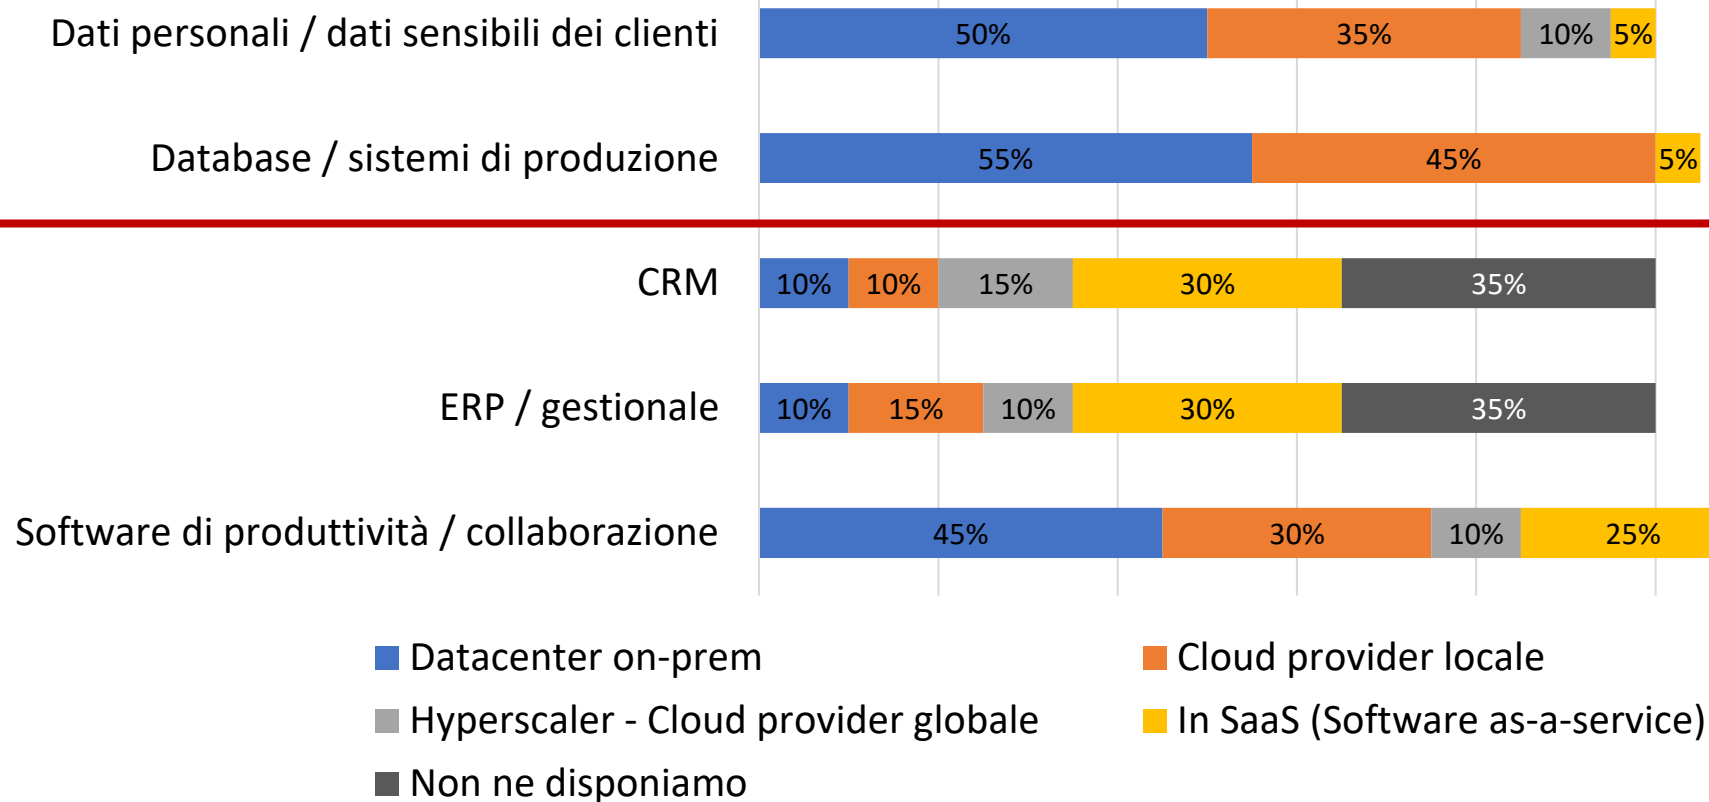 Dati personali / dati sensibili dei clienti 50% 35% 10% 5%
Database / sistemi di produzione 55% 45% 5%
CRM 10% 10% 15% 30% 35%
ERP / gestionale 10% 15% 10% 30% 35%
Software di produttività / collaborazione 45% 30% 10% 25%
Datacenter on-prem Cloud provider locale
Hyperscaler - Cloud provider globale In SaaS (Software as-a-service)
Non ne disponiamo